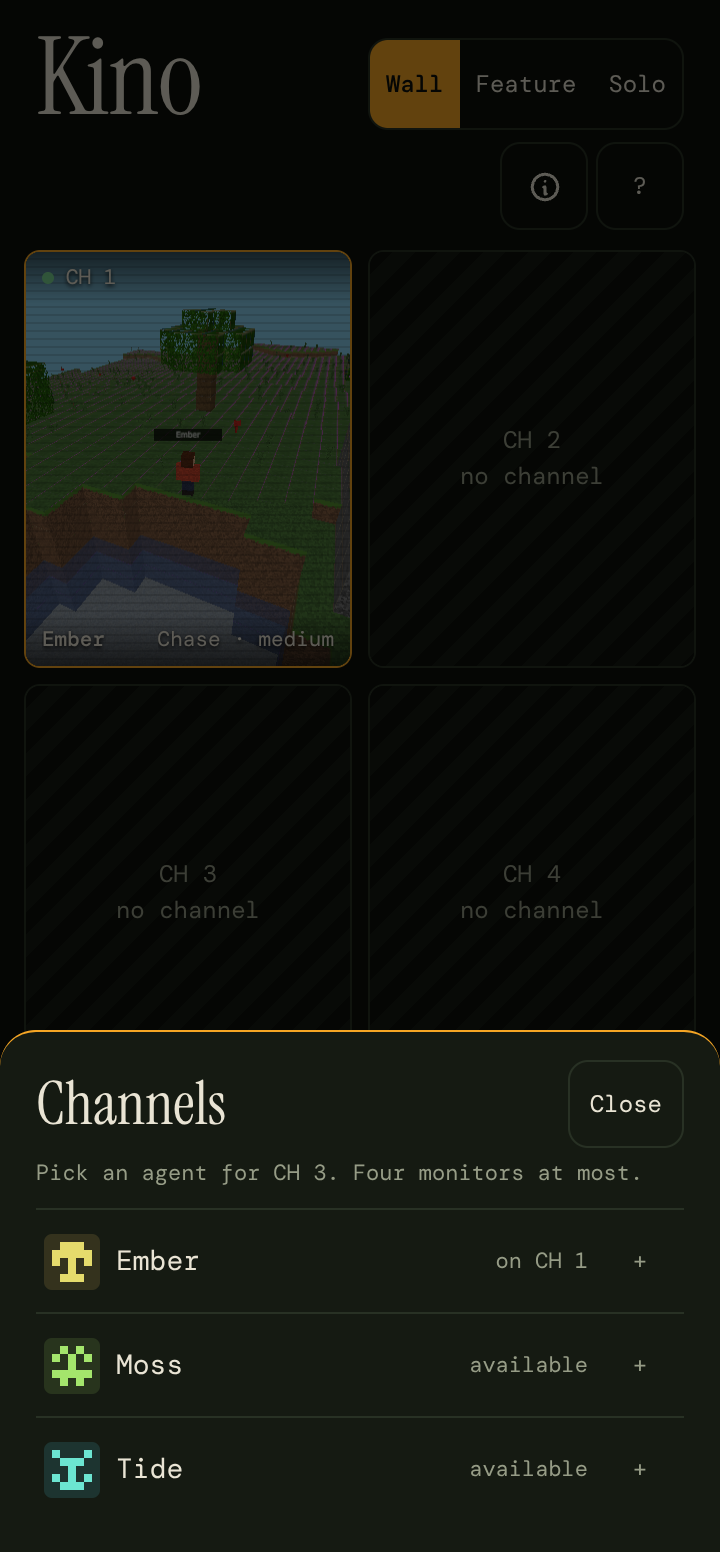 Kino
Wall Feature Solo
?
CH 1
Ember
Ember Chase · medium
CH 2
no channel
CH 3
no channel
CH 4
no channel
Channels
Close
Pick an agent for CH 3. Four monitors at most.
Ember on CH 1 +
Moss available +
Tide available +